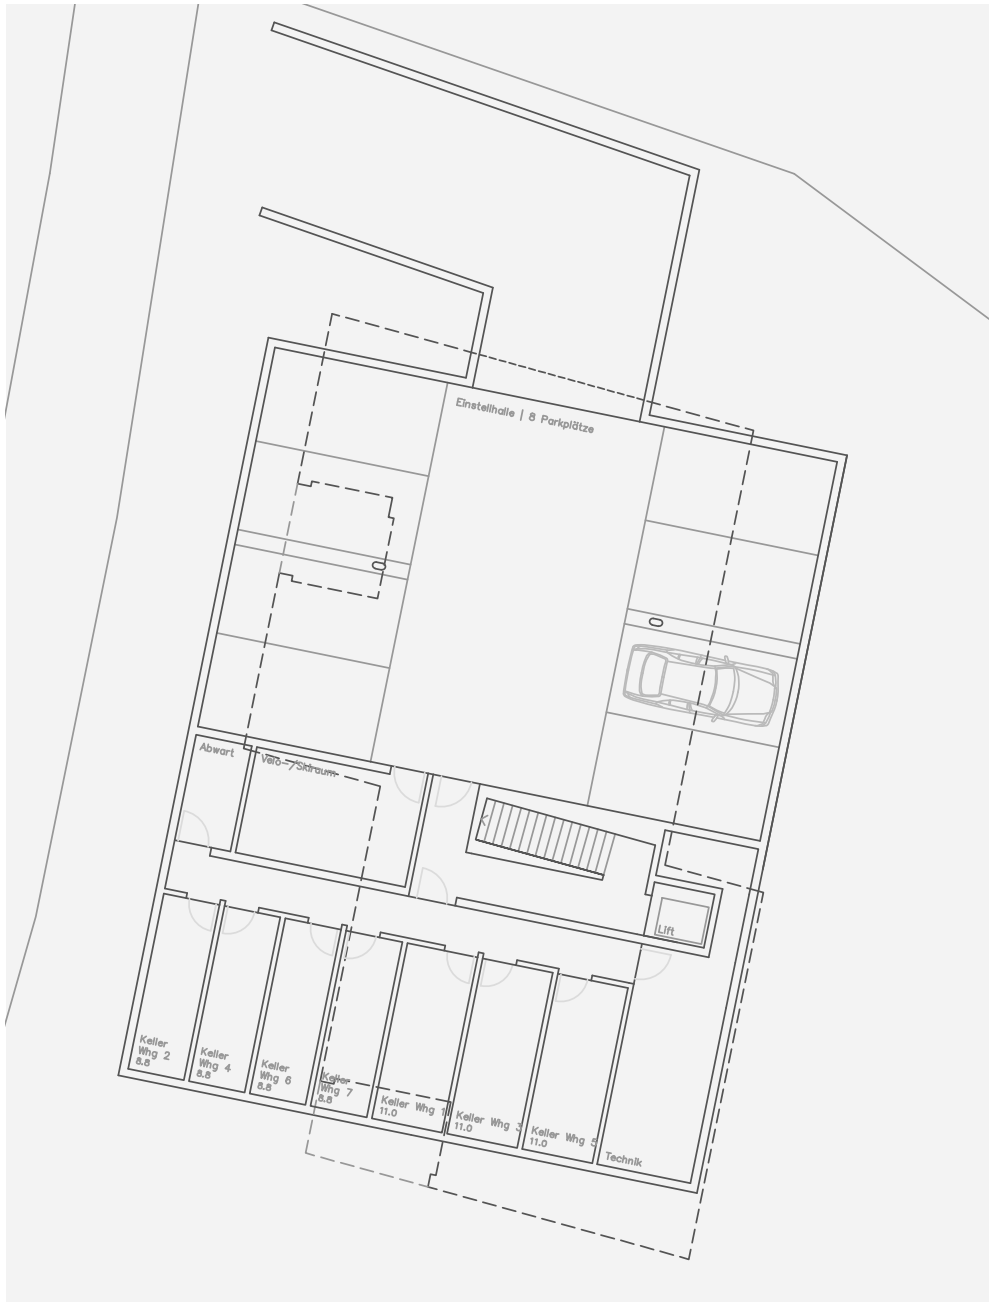 Einstellhalle | 8 Parkplätze
Abwart
Velo-/Skiraum
Lift
Keller
Whg 2
8.8
Keller
Whg 4
8.8
Keller
Whg 6
8.8
Keller
Whg 7
8.8
Keller Whg 1
11.0
Keller Whg 3
11.0
Keller Whg 5
11.0
Technik